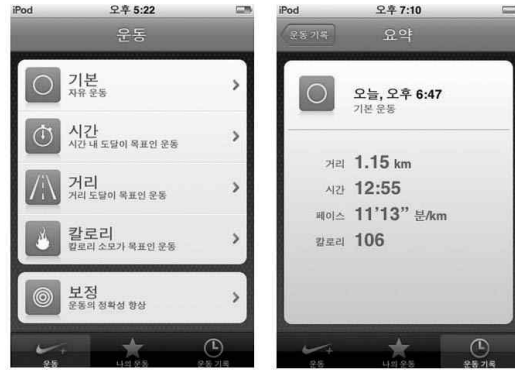 iPod 오후 5:22
운동
기본
자유 운동
시간
시간 내 도달이 목표인 운동
거리
거리 도달이 목표인 운동
칼로리
칼로리 소모가 목표인 운동
보정
운동의 정확성 향상
운동 나의 운동 운동 기록
iPod 오후 7:10
운동 기록 요약
오늘, 오후 6:47
기본 운동
거리 1.15 km
시간 12:55
페이스 11'13" 분/km
칼로리 106
운동 나의 운동 운동 기록